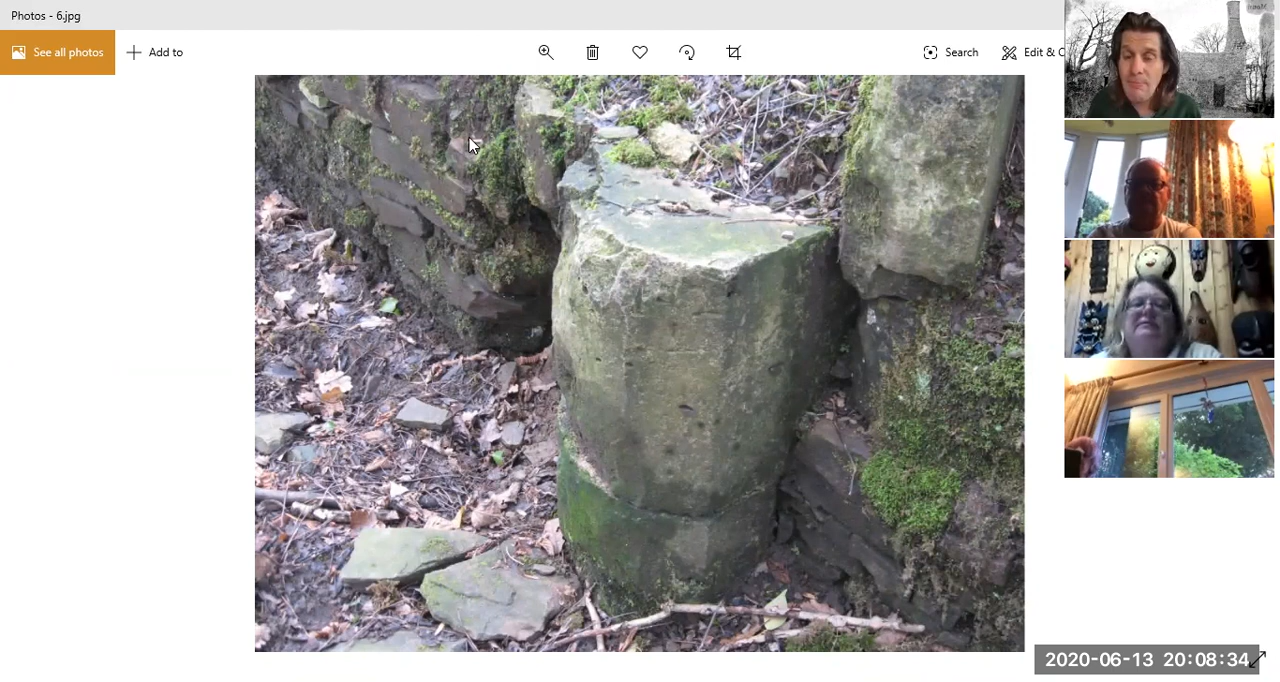 Photos - 6.jpg
See all photos
Add to
Search
Edit & C
2020-06-13 20:08:34